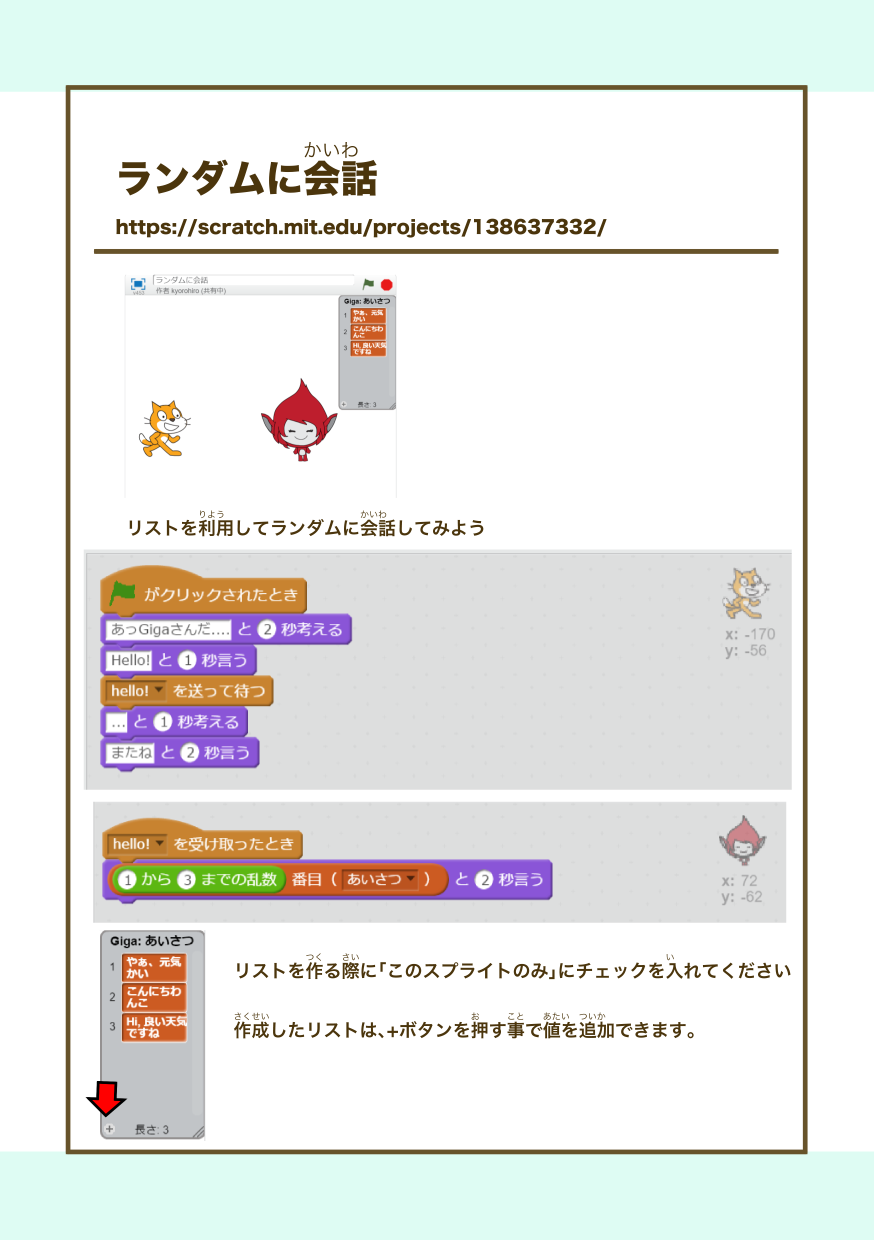 かいわ
ランダムに会話
https://scratch.mit.edu/projects/138637332/
ランダムに会話
作者 kyorohiro (共有中)
Giga: あいさつ
1 やぁ、元気かい
2 こんにちわんこ
3 Hi, 良い天気ですね
+ 長さ: 3
りよう かいわ
リストを利用してランダムに会話してみよう
がクリックされたとき
あっGigaさんだ.... と 2 秒考える
Hello! と 1 秒言う
hello! を送って待つ
... と 1 秒考える
またね と 2 秒言う
x: -170
y: -56
hello! を受け取ったとき
1 から 3 までの乱数 番目 ( あいさつ ) と 2 秒言う
x: 72
y: -62
Giga: あいさつ
1 やぁ、元気
かい
2 こんにちわ
んこ
3 Hi, 良い天気
ですね
+ 長さ: 3
つく さい い
リストを作る際に「このスプライトのみ」にチェックを入れてください
さくせい お こと あたい ついか
作成したリストは、+ボタンを押す事で値を追加できます。